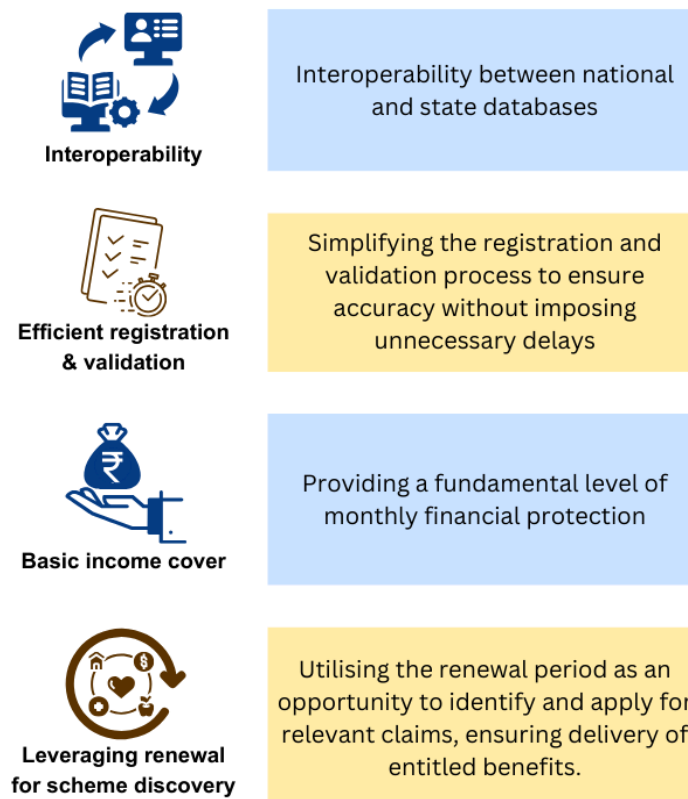 Interoperability
Interoperability between national
and state databases
Efficient registration
& validation
Simplifying the registration and
validation process to ensure
accuracy without imposing
unnecessary delays
₹
Basic income cover
Providing a fundamental level of
monthly financial protection
$
Leveraging renewal
for scheme discovery
Utilising the renewal period as an
opportunity to identify and apply for
relevant claims, ensuring delivery of
entitled benefits.